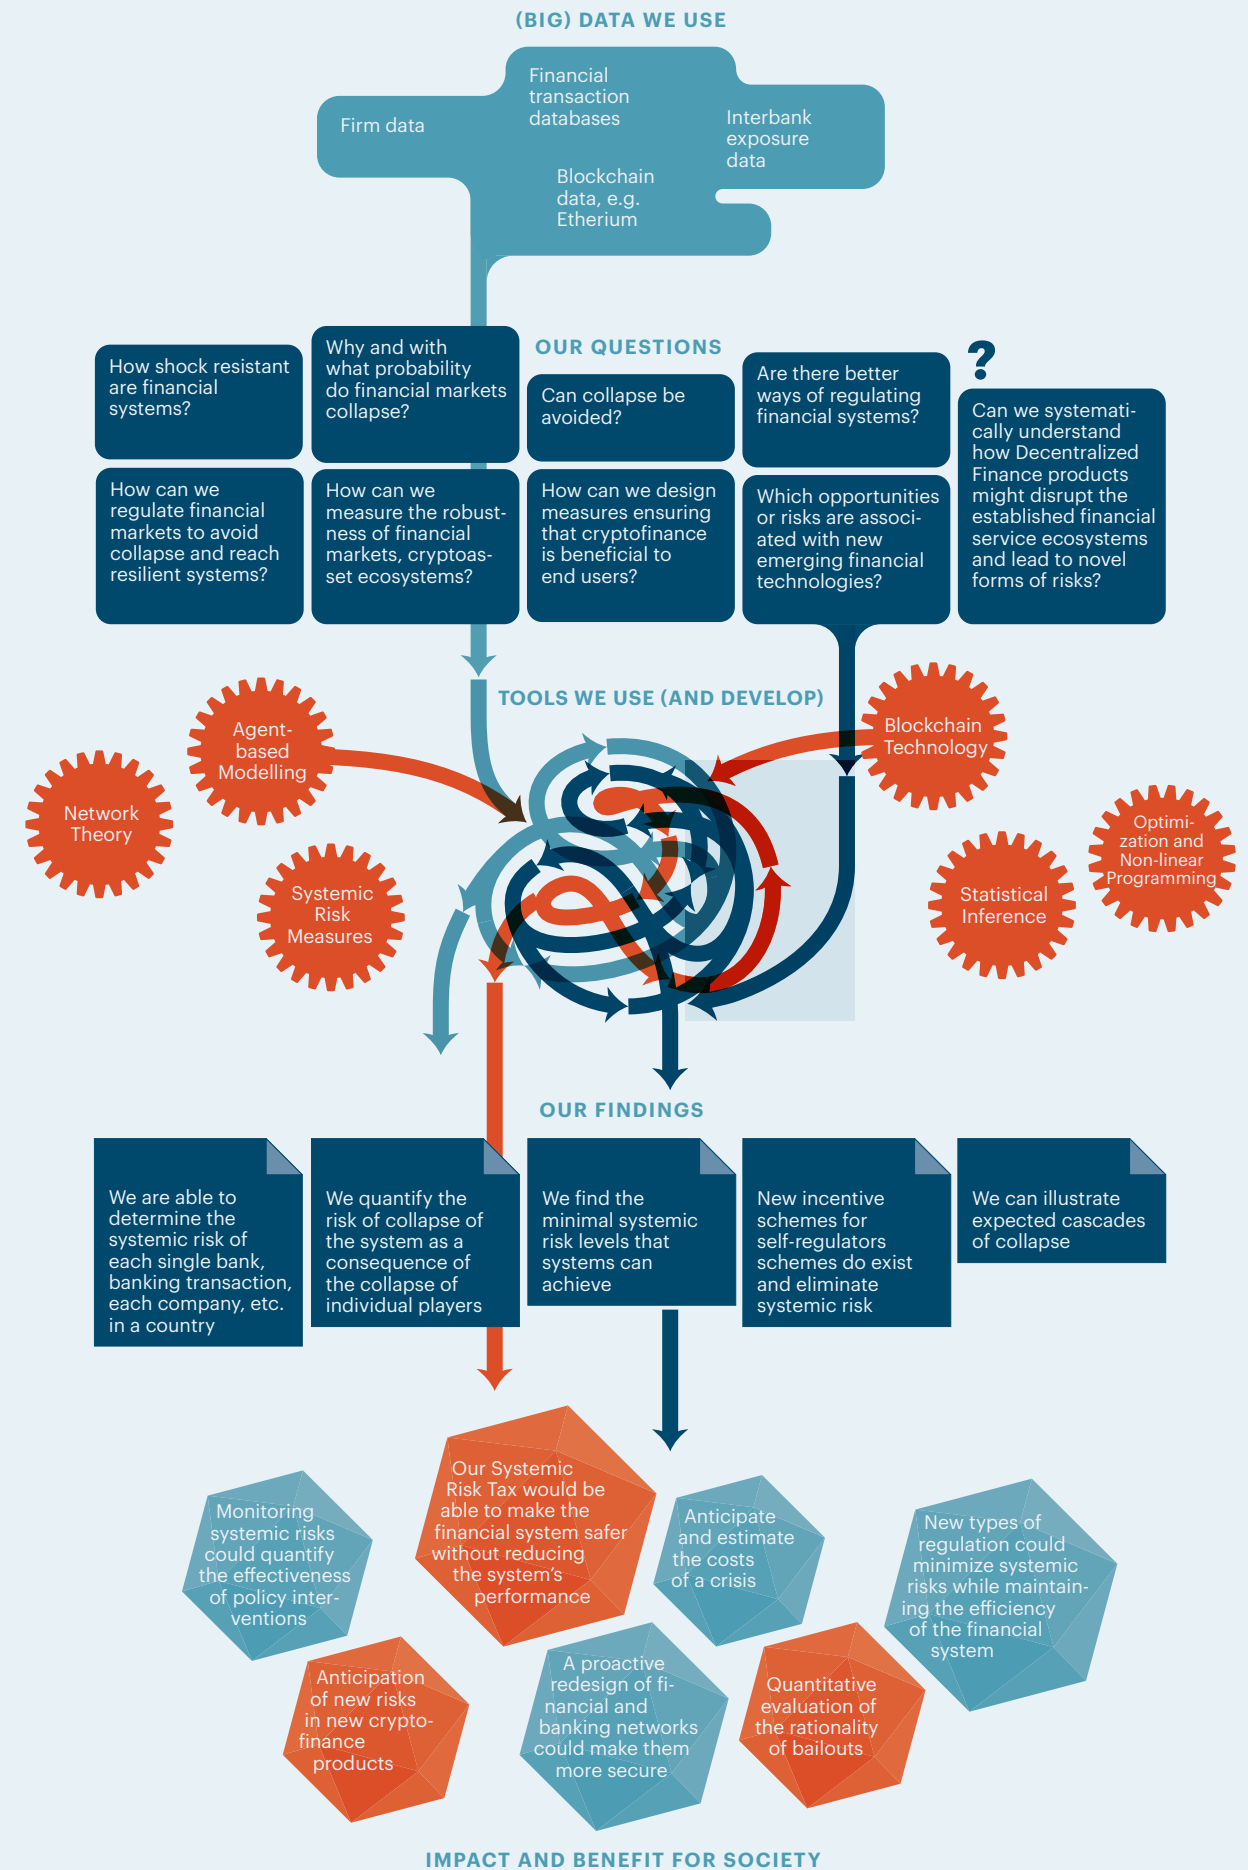 (BIG) DATA WE USE
Firm data
Financial
transaction
databases
Interbank
exposure
data
Blockchain
data, e.g.
Etherium
OUR QUESTIONS
How shock resistant
are financial
systems?
Why and with
what probability
do financial markets
collapse?
Can collapse be
avoided?
Are there better
ways of regulating
financial systems?
?
Can we systemati-
cally understand
how Decentralized
Finance products
might disrupt the
established financial
service ecosystems
and lead to novel
forms of risks?
How can we
regulate financial
markets to avoid
collapse and reach
resilient systems?
How can we
measure the robust-
ness of financial
markets, cryptoas-
set ecosystems?
How can we design
measures ensuring
that cryptofinance
is beneficial to
end users?
Which opportunities
or risks are associ-
ated with new
emerging financial
technologies?
TOOLS WE USE (AND DEVELOP)
Agent-
based
Modelling
Network
Theory
Systemic
Risk
Measures
Blockchain
Technology
Optimi-
zation and
Non-linear
Programming
Statistical
Inference
OUR FINDINGS
We are able to
determine the
systemic risk of
each single bank,
banking transaction,
each company, etc.
in a country
We quantify the
risk of collapse of
the system as a
consequence of
the collapse of
individual players
We find the
minimal systemic
risk levels that
systems can
achieve
New incentive
schemes for
self-regulators
schemes do exist
and eliminate
systemic risk
We can illustrate
expected cascades
of collapse
Monitoring
systemic risks
could quantify
the effectiveness
of policy inter-
ventions
Our Systemic
Risk Tax would be
able to make the
financial system safer
without reducing
the system’s
performance
Anticipate
and estimate
the costs
of a crisis
New types of
regulation could
minimize systemic
risks while maintain-
ing the efficiency
of the financial
system
Anticipation
of new risks
in new crypto-
finance
products
A proactive
redesign of fi-
nancial and
banking networks
could make them
more secure
Quantitative
evaluation of
the rationality
of bailouts
IMPACT AND BENEFIT FOR SOCIETY